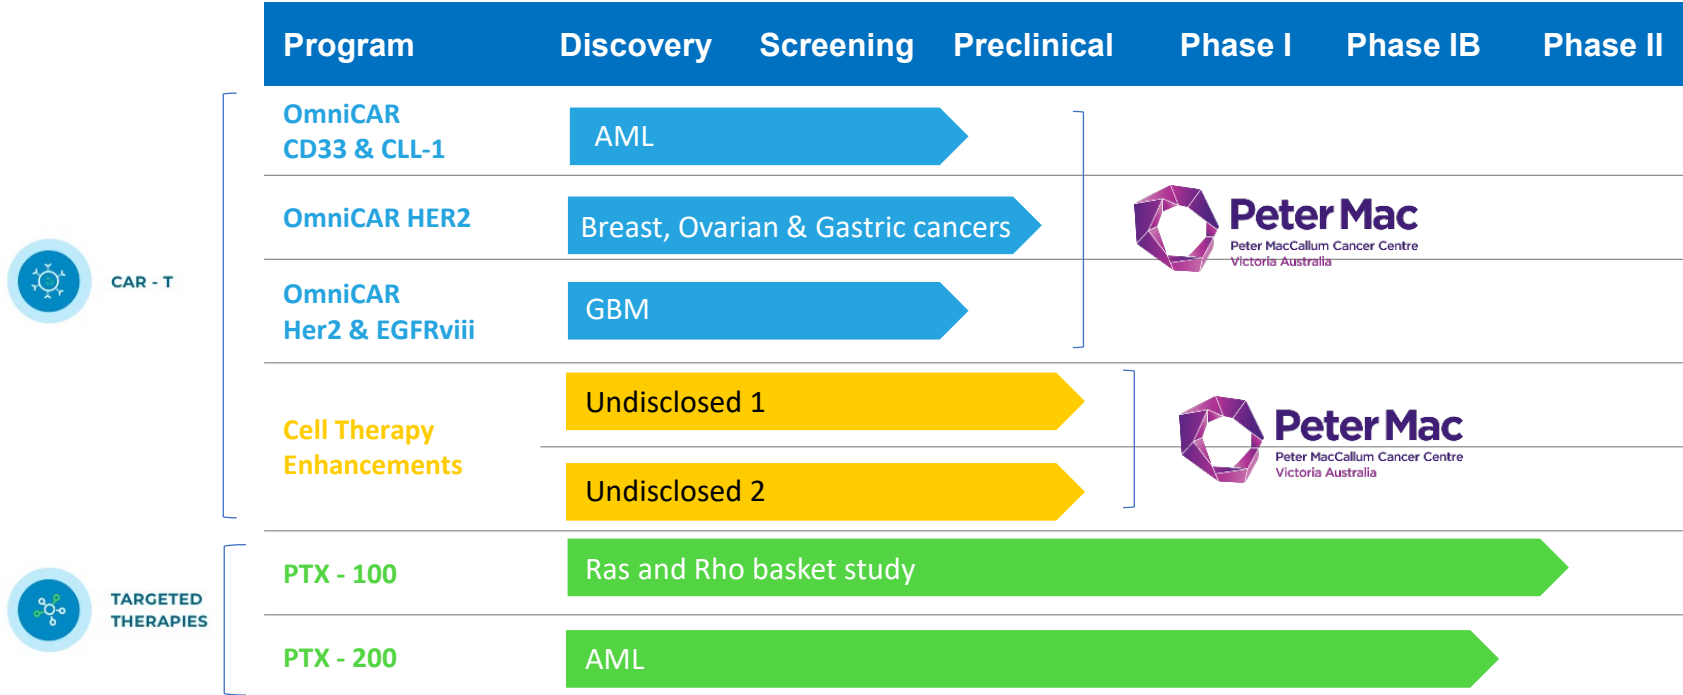 Program Discovery Screening Preclinical Phase I Phase IB Phase II
OmniCAR
CD33 & CLL-1
AML
OmniCAR HER2
Breast, Ovarian & Gastric cancers
Peter Mac
Peter MacCallum Cancer Centre
Victoria Australia
CAR - T
OmniCAR
Her2 & EGFRviii
GBM
Cell Therapy
Enhancements
Undisclosed 1
Undisclosed 2
Peter Mac
Peter MacCallum Cancer Centre
Victoria Australia
TARGETED
THERAPIES
PTX - 100
Ras and Rho basket study
PTX - 200
AML